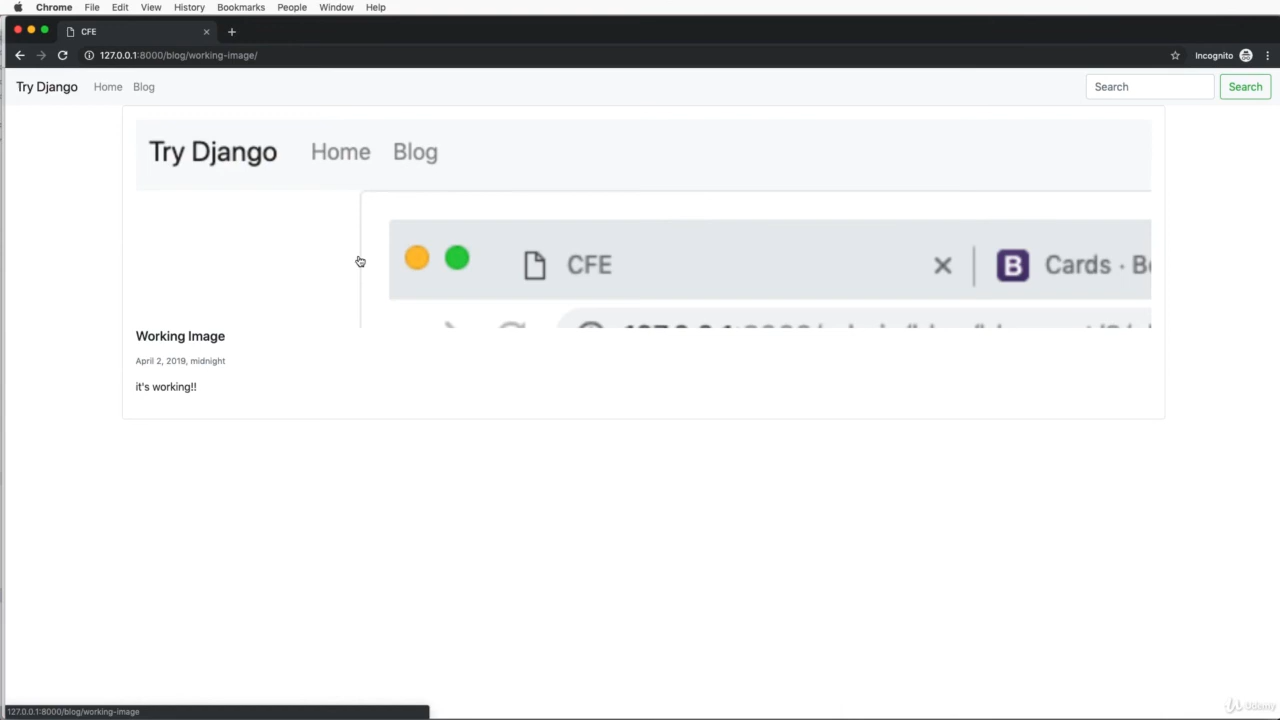 Chrome File Edit View History Bookmarks People Window Help
CFE
127.0.0.1:8000/blog/working-image/
Incognito
Try Django Home Blog Search Search
Try Django Home Blog
CFE Cards · B
Working Image
April 2, 2019, midnight
it's working!!
127.0.0.1:8000/blog/working-image
Udemy